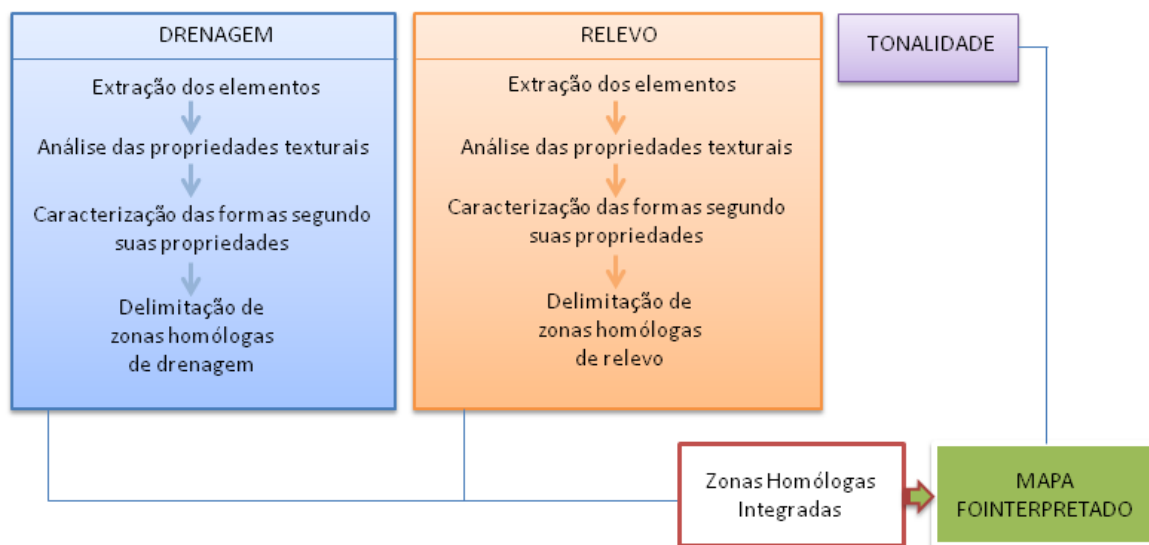 DRENAGEM
Extração dos elementos
Análise das propriedades texturais
Caracterização das formas segundo
suas propriedades
Delimitação de
zonas homólogas
de drenagem
RELEVO
Extração dos elementos
Análise das propriedades texturais
Caracterização das formas segundo
suas propriedades
Delimitação de
zonas homólogas
de relevo
TONALIDADE
Zonas Homólogas
Integradas
MAPA
FOINTERPRETADO